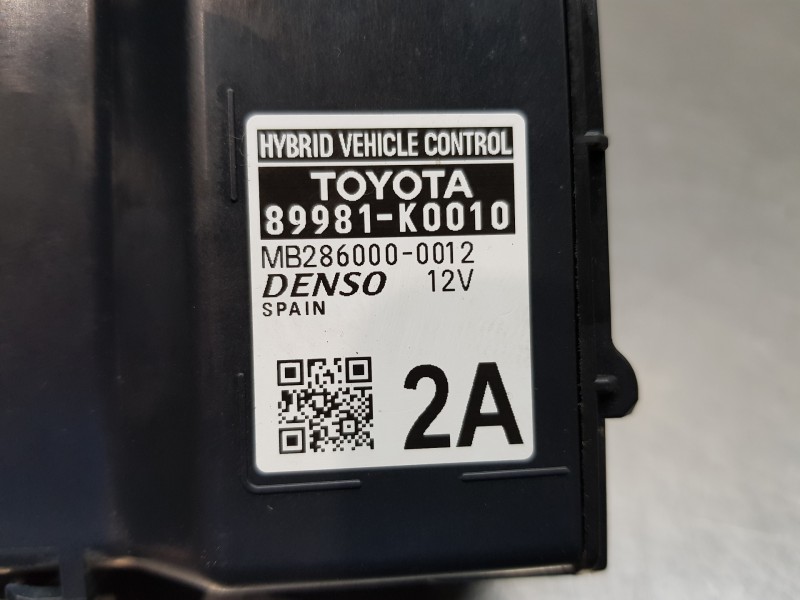 HYBRID VEHICLE CONTROL
TOYOTA
89981-K0010
MB286000-0012
DENSO 12V
SPAIN
2A